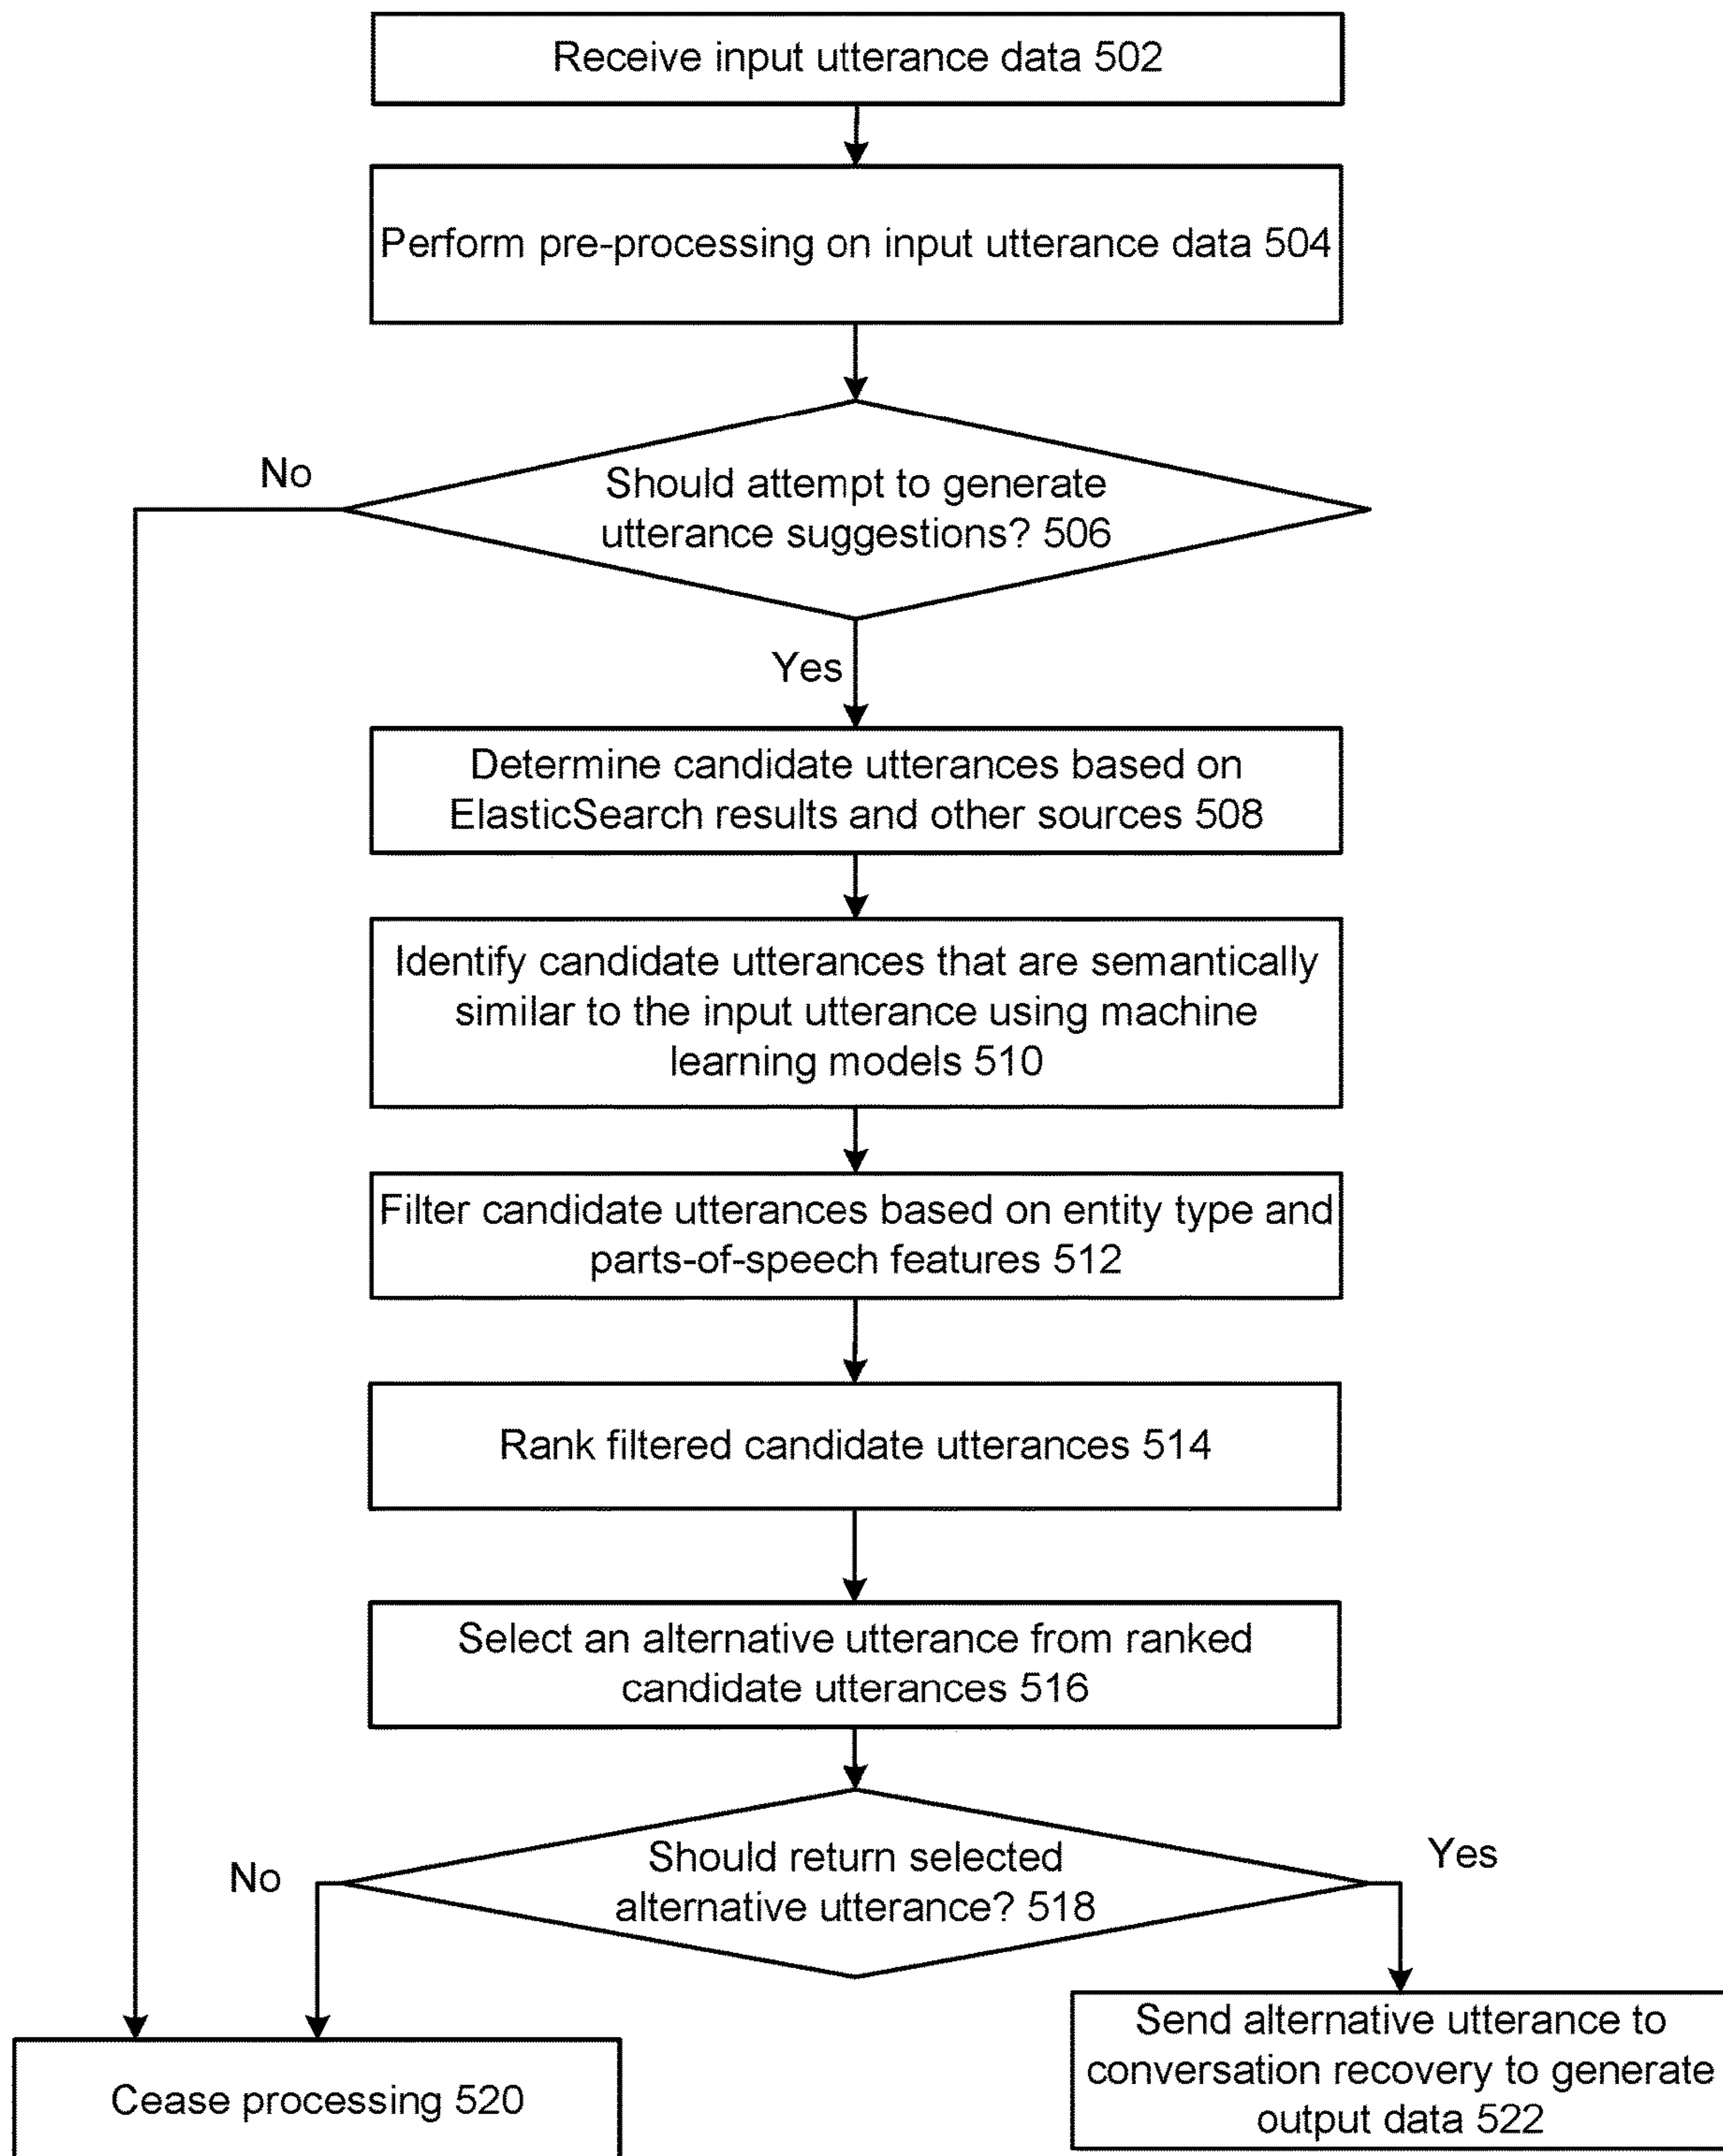 Receive input utterance data 502
Perform pre-processing on input utterance data 504
No
Should attempt to generate
utterance suggestions? 506
Yes
Determine candidate utterances based on
ElasticSearch results and other sources 508
Identify candidate utterances that are semantically
similar to the input utterance using machine
learning models 510
Filter candidate utterances based on entity type and
parts-of-speech features 512
Rank filtered candidate utterances 514
Select an alternative utterance from ranked
candidate utterances 516
No
Should return selected
alternative utterance? 518
Yes
Cease processing 520
Send alternative utterance to
conversation recovery to generate
output data 522